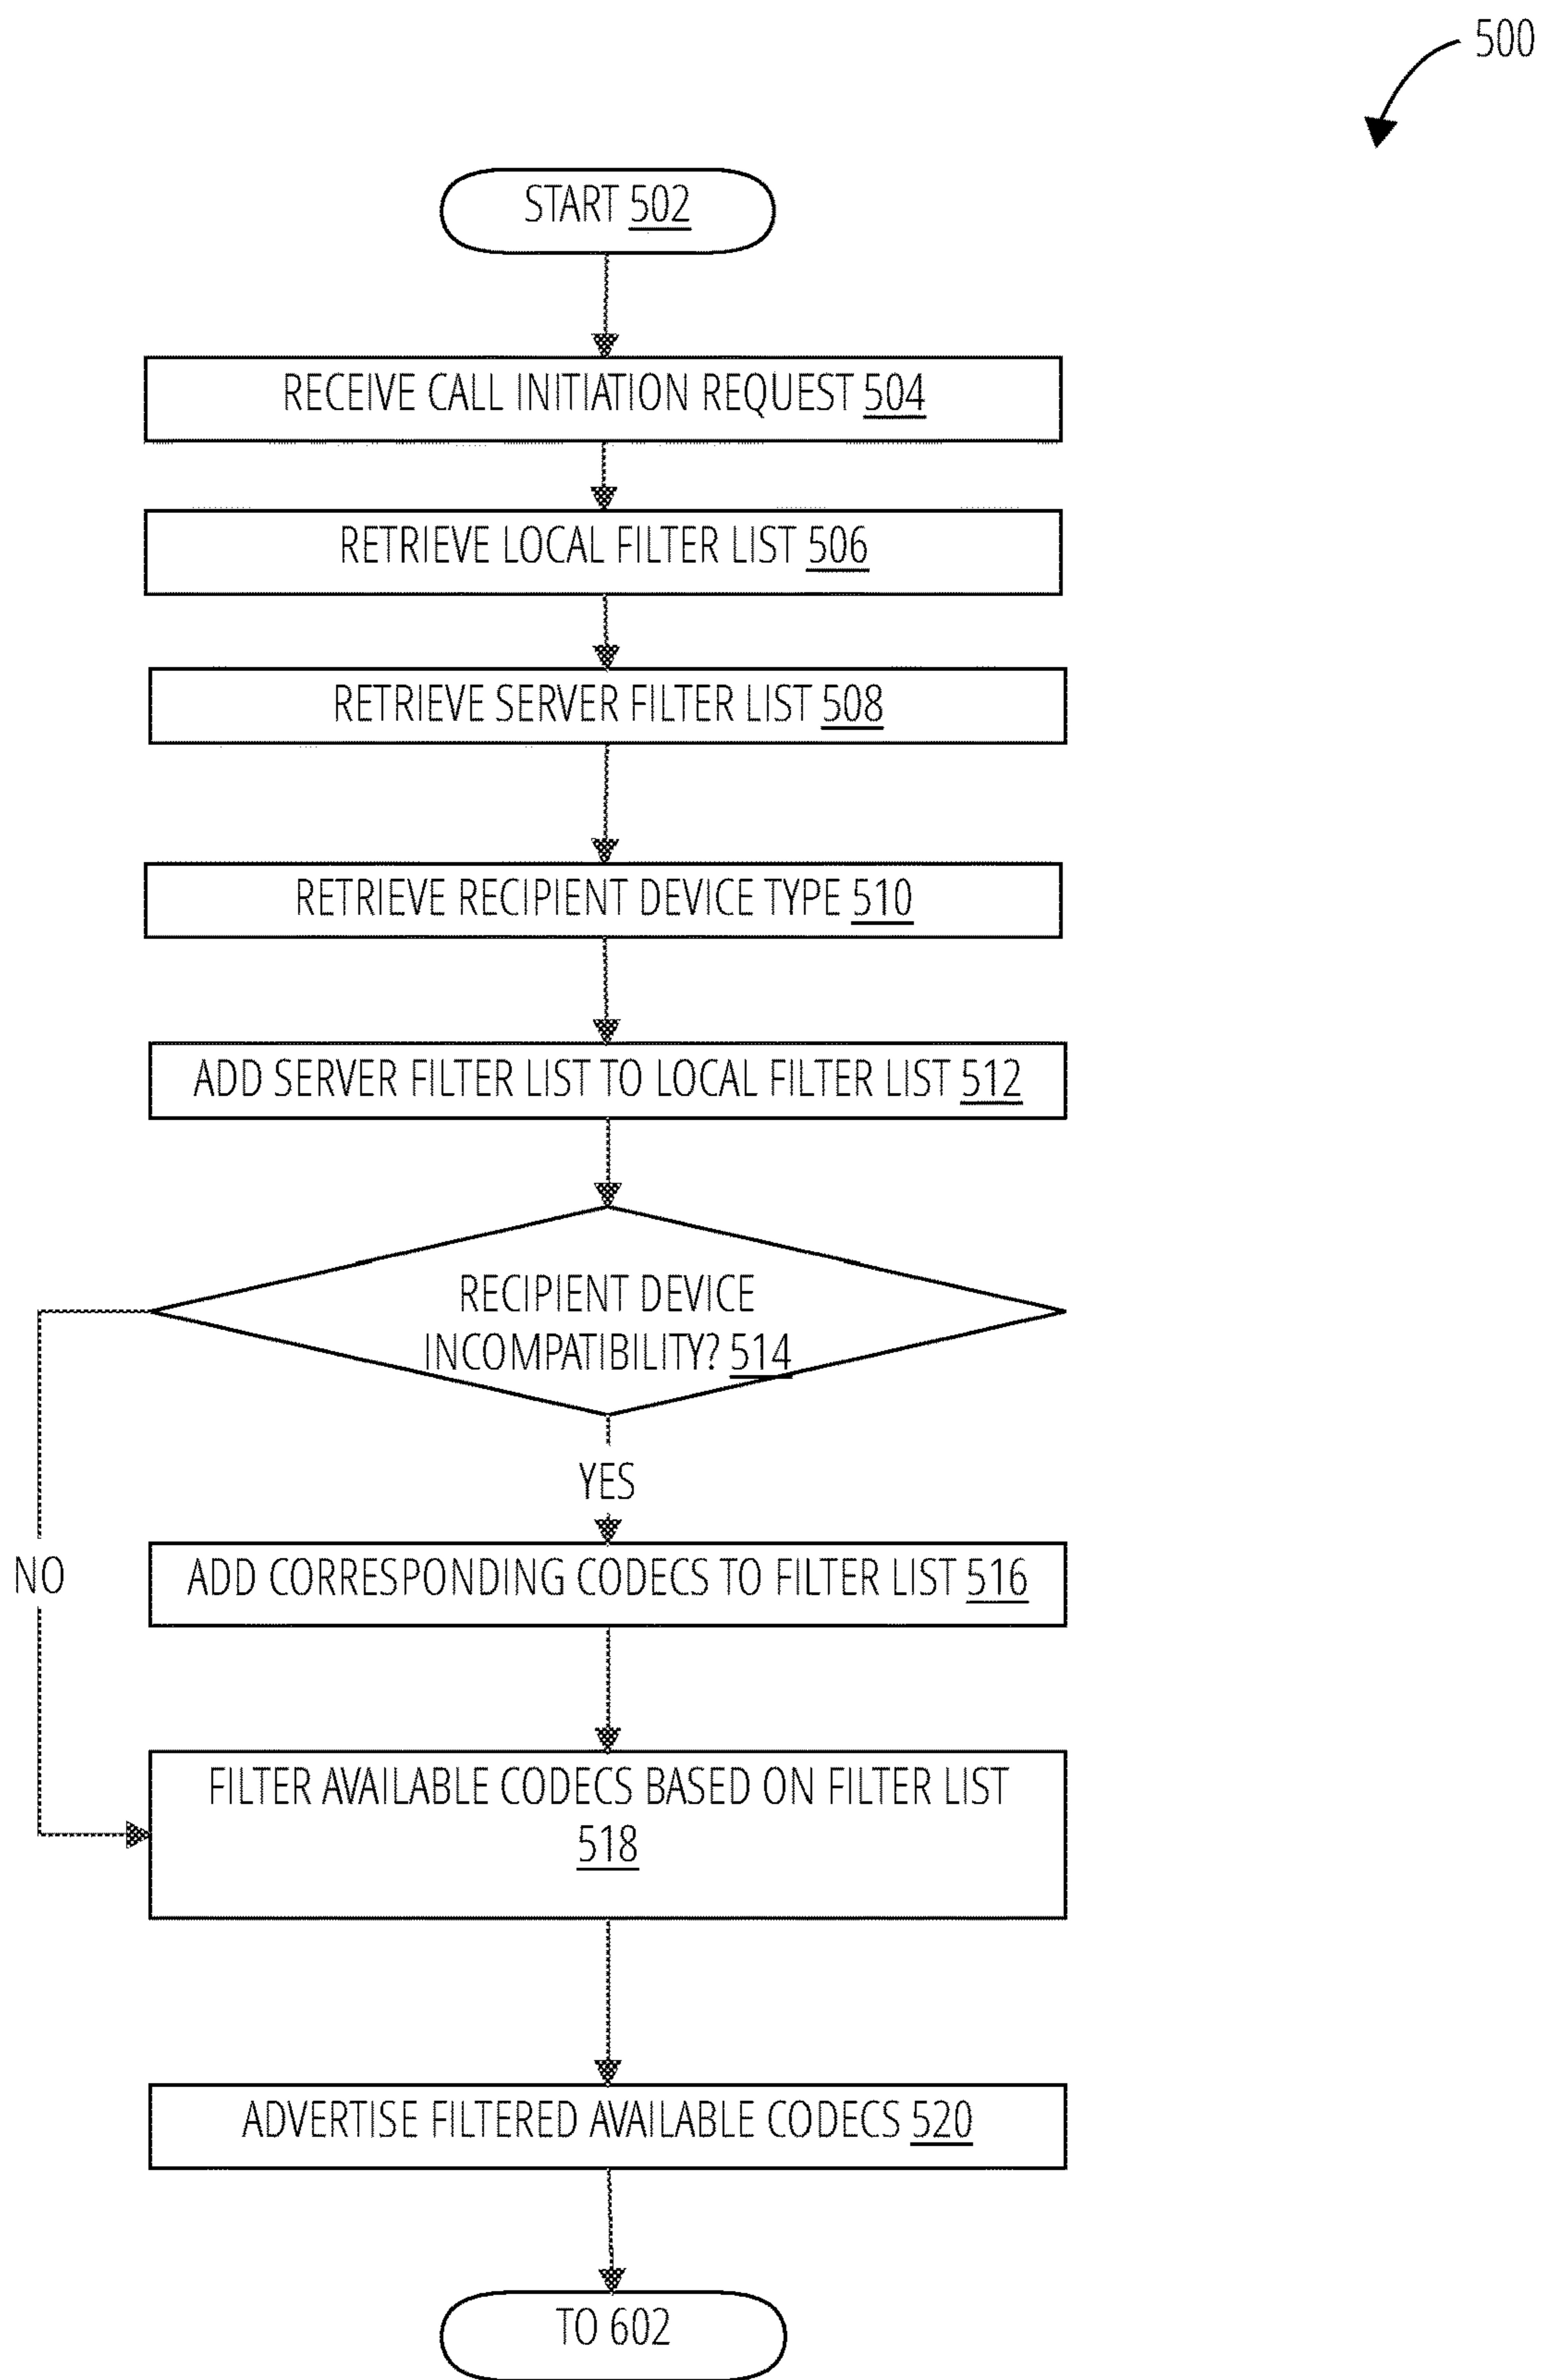 500
START 502
RECEIVE CALL INITIATION REQUEST 504
RETRIEVE LOCAL FILTER LIST 506
RETRIEVE SERVER FILTER LIST 508
RETRIEVE RECIPIENT DEVICE TYPE 510
ADD SERVER FILTER LIST TO LOCAL FILTER LIST 512
RECIPIENT DEVICE
INCOMPATIBILITY? 514
YES
NO
ADD CORRESPONDING CODECS TO FILTER LIST 516
FILTER AVAILABLE CODECS BASED ON FILTER LIST
518
ADVERTISE FILTERED AVAILABLE CODECS 520
TO 602